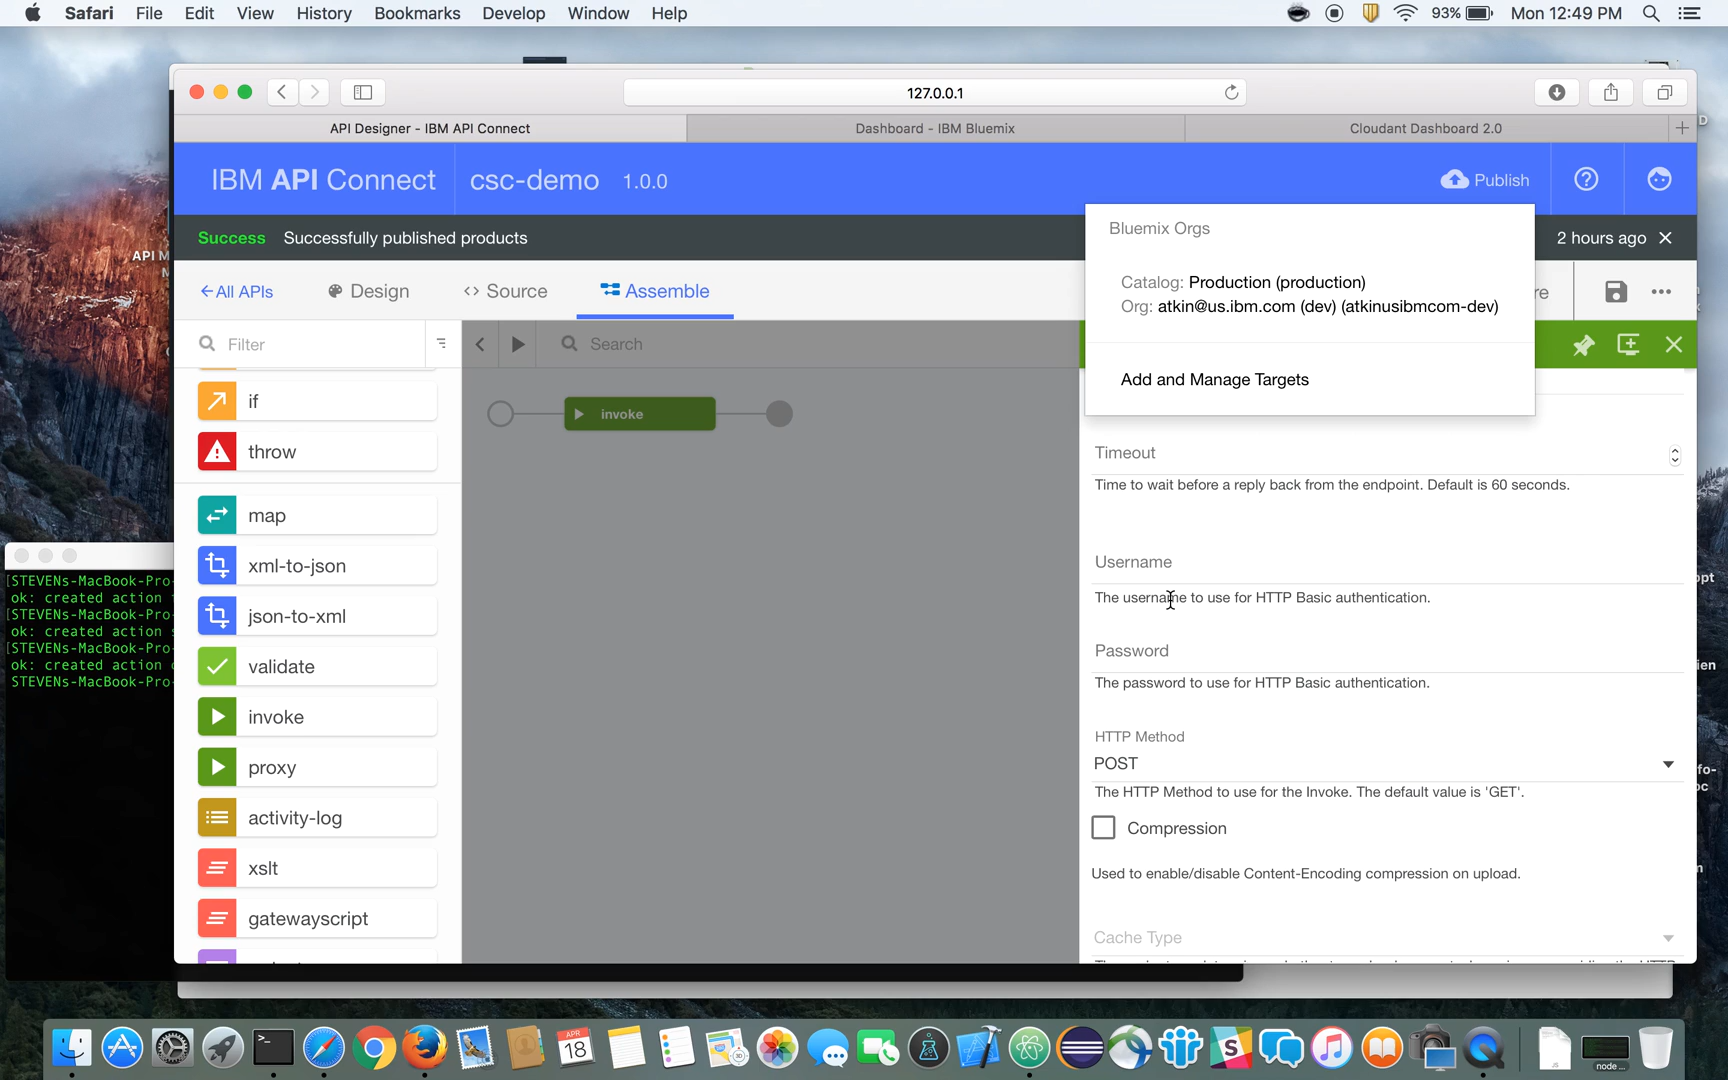 Safari File Edit View History Bookmarks Develop Window Help 93% Mon 12:49 PM
127.0.0.1
API Designer - IBM API Connect Dashboard - IBM Bluemix Cloudant Dashboard 2.0
IBM API Connect csc-demo 1.0.0 Publish
Success Successfully published products 2 hours ago
Bluemix Orgs
Catalog: Production (production)
Org: atkin@us.ibm.com (dev) (atkinusibmcom-dev)
Add and Manage Targets
All APIs Design Source Assemble
Filter Search
if
throw
map
xml-to-json
json-to-xml
validate
invoke
proxy
activity-log
xslt
gatewayscript
invoke
Timeout
Time to wait before a reply back from the endpoint. Default is 60 seconds.
Username
The username to use for HTTP Basic authentication.
Password
The password to use for HTTP Basic authentication.
HTTP Method
POST
The HTTP Method to use for the Invoke. The default value is 'GET'.
Compression
Used to enable/disable Content-Encoding compression on upload.
Cache Type
[STEVENs-MacBook-Pro-
ok: created action
[STEVENs-MacBook-Pro-
ok: created action
[STEVENs-MacBook-Pro-
ok: created action
STEVENs-MacBook-Pro-
API M
APR
18
node ...